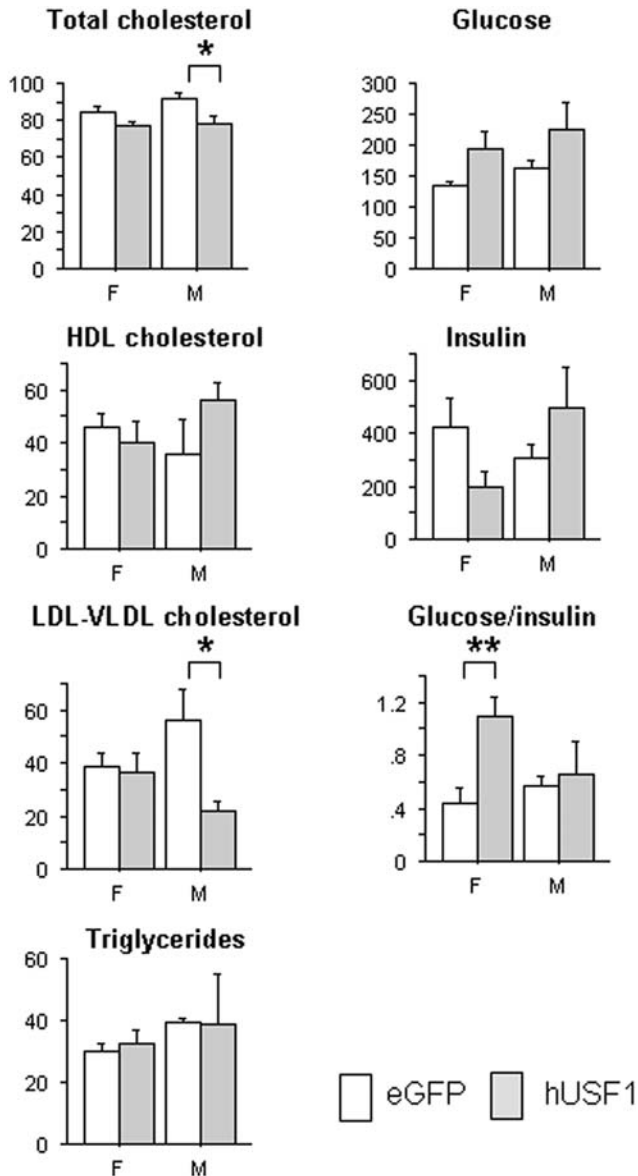 Total cholesterol
*
100
80
60
40
20
0
F M
Glucose
300
250
200
150
100
50
0
F M
HDL cholesterol
60
40
20
0
F M
Insulin
600
400
200
0
F M
LDL-VLDL cholesterol
*
60
40
20
0
F M
Glucose/insulin
**
1.2
.8
.4
0
F M
Triglycerides
60
40
20
0
F M
eGFP hUSF1